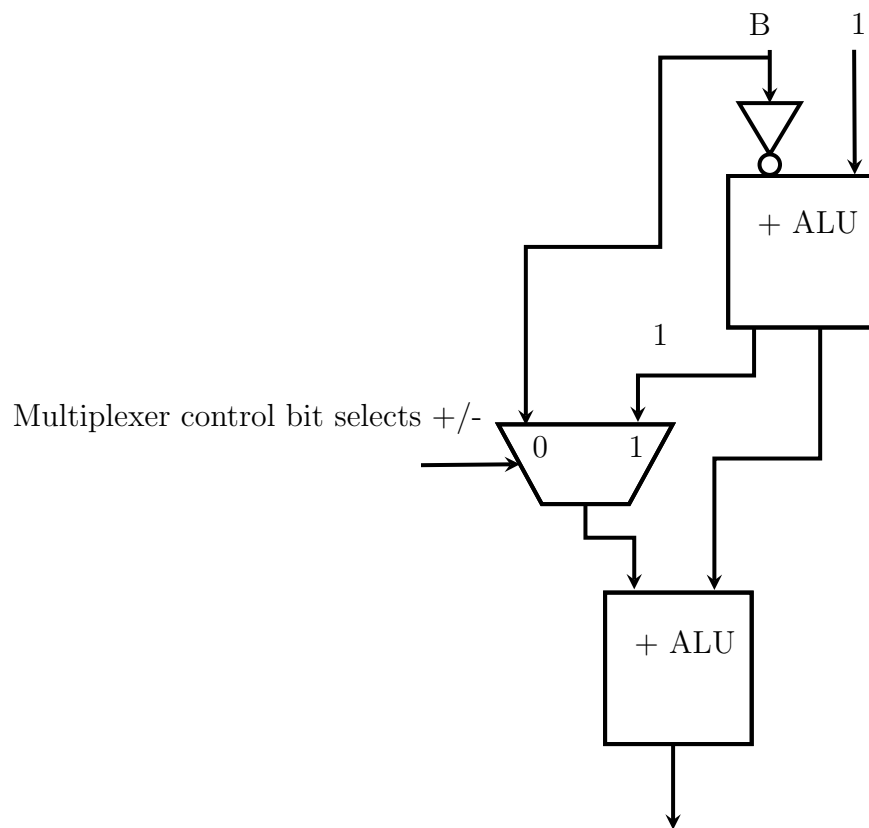 B
1
+ ALU
1
Multiplexer control bit selects +/-
0
1
+ ALU